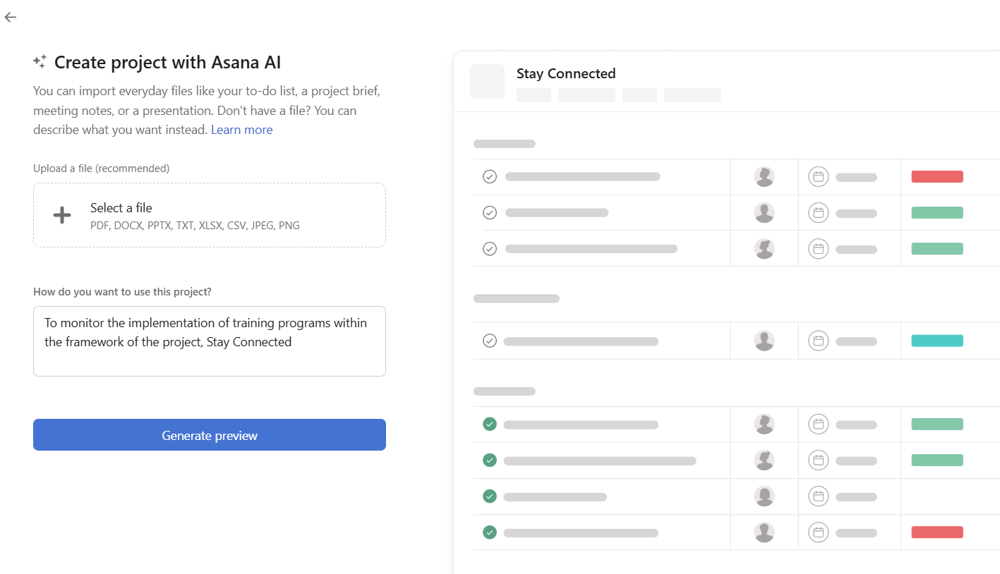 Create project with Asana AI
You can import everyday files like your to-do list, a project brief,
meeting notes, or a presentation. Don't have a file? You can
describe what you want instead. Learn more
Upload a file (recommended)
Select a file
PDF, DOCX, PPTX, TXT, XLSX, CSV, JPEG, PNG
How do you want to use this project?
To monitor the implementation of training programs within
the framework of the project, Stay Connected
Generate preview
Stay Connected